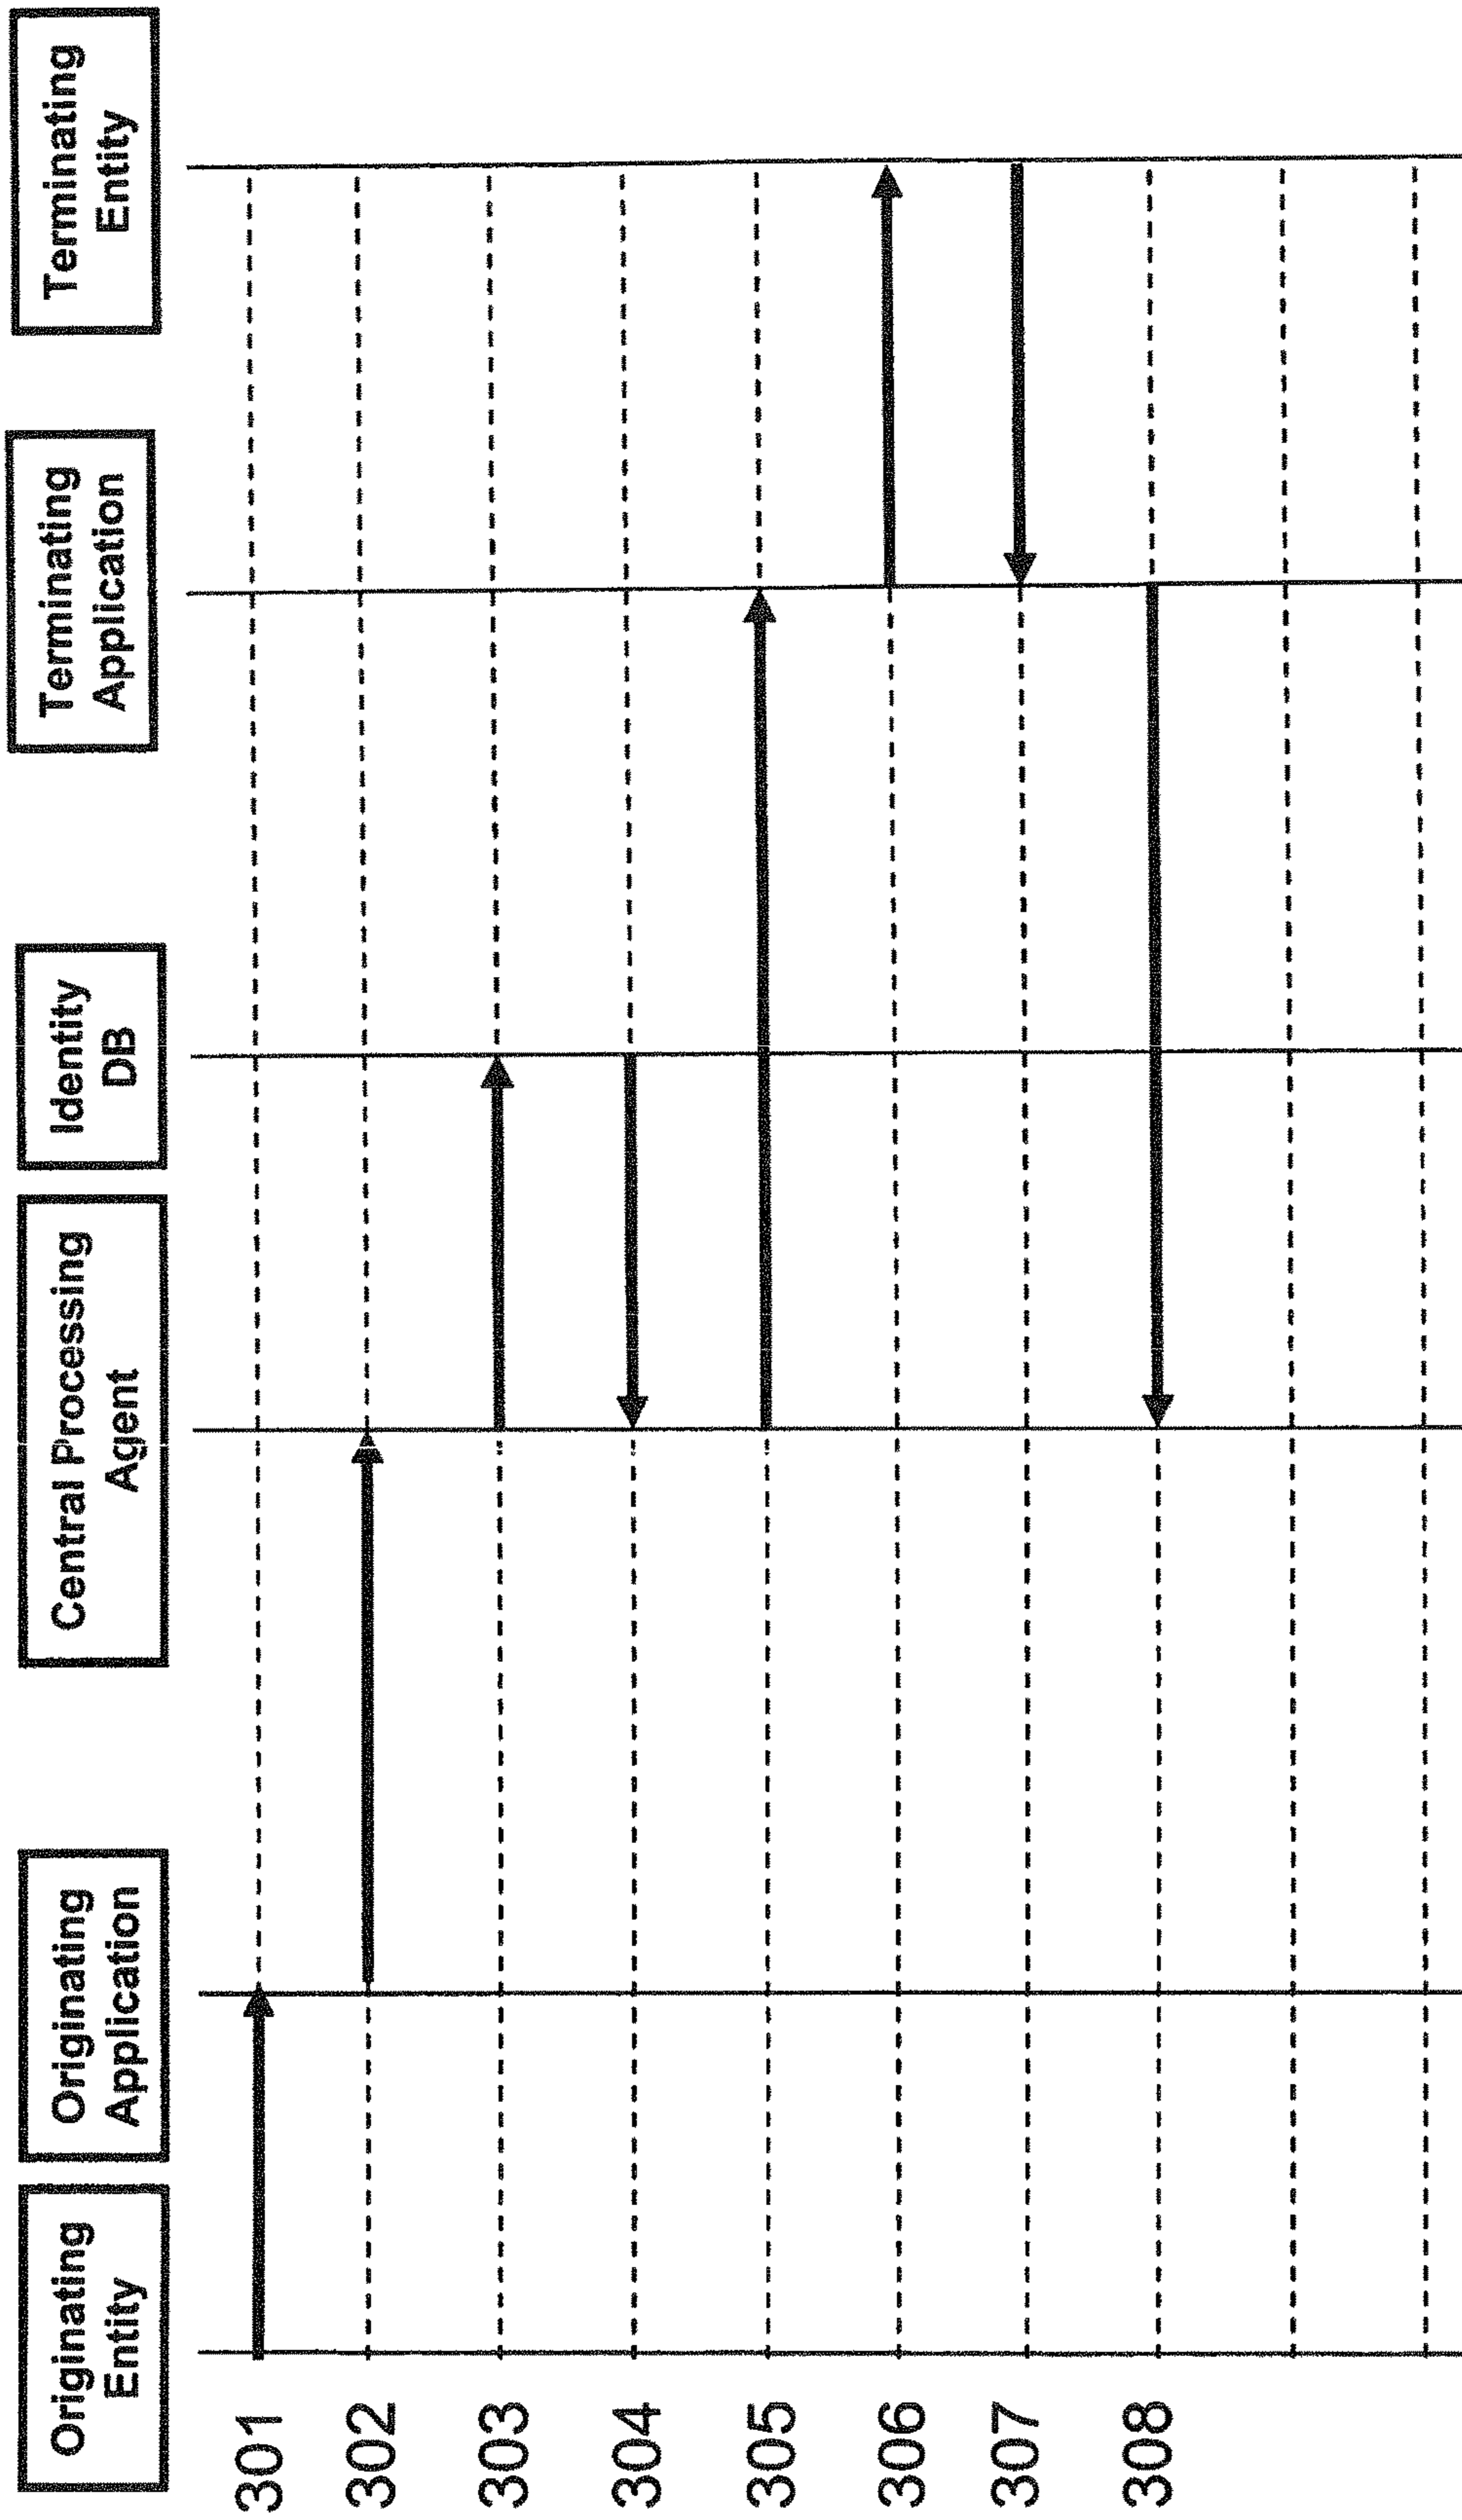 Originating
Entity
Originating
Application
Central Processing
Agent
Identity
DB
Terminating
Application
Terminating
Entity
301
302
303
304
305
306
307
308